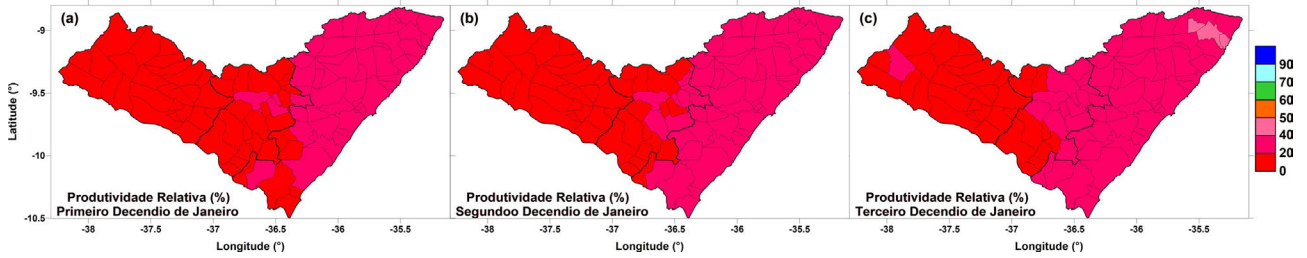 (a)
(b)
(c)
-9
-9.5
-10
-10.5
Latitude (°)
Produtividade Relativa (%)
Primeiro Decendio de Janeiro
Produtividade Relativa (%)
Segundoo Decendio de Janeiro
Produtividade Relativa (%)
Terceiro Decendio de Janeiro
90
70
60
50
40
20
0
-38 -37.5 -37 -36.5 -36 -35.5
-38 -37.5 -37 -36.5 -36 -35.5
-38 -37.5 -37 -36.5 -36 -35.5
Longitude (°)
Longitude (°)
Longitude (°)